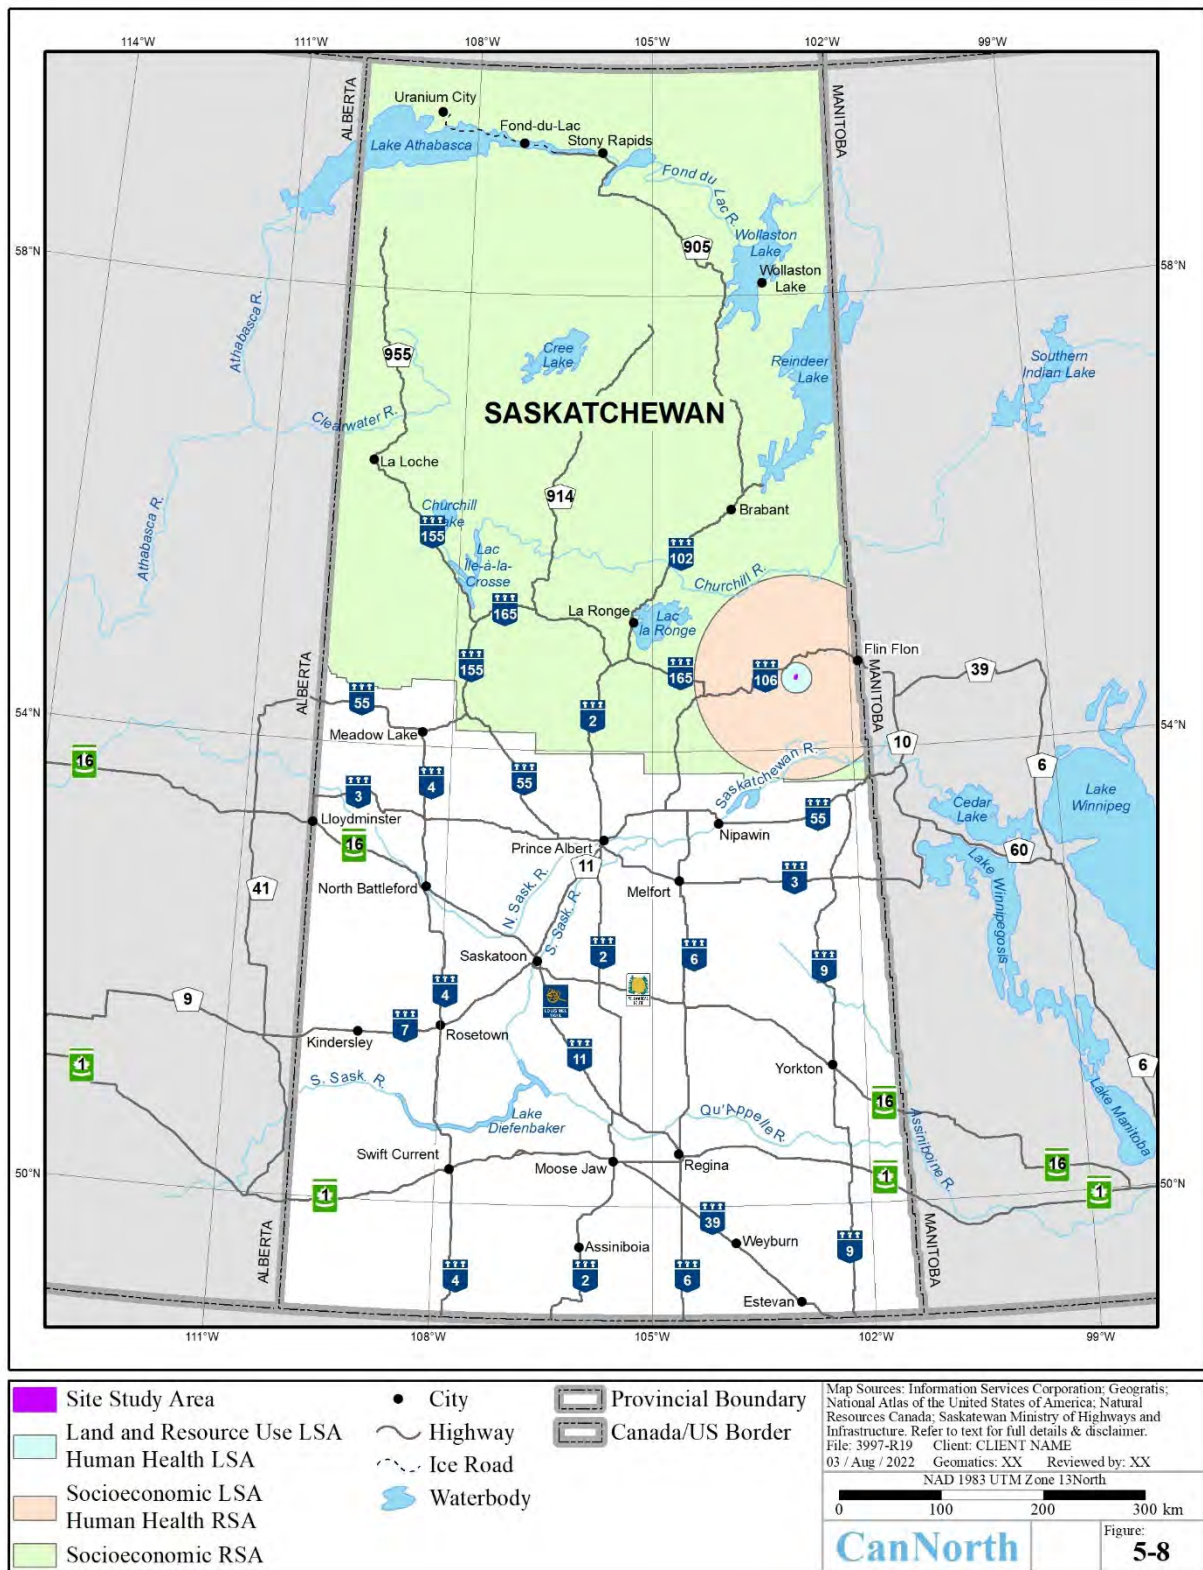 114°W
111°W
108°W
105°W
102°W
99°W
ALBERTA
MANITOBA
Uranium City
Fond-du-Lac
Lake Athabasca
Stony Rapids
Fond du Lac R.
58°N
905
Wollaston
Lake
58°N
Wollaston
Lake
Athabasca R.
955
Cree
Lake
Reindeer
Lake
Southern
Indian Lake
SASKATCHEWAN
Clearwater R.
La Loche
914
Brabant
Athabasca R.
Churchill
Lake
155
Lac
Île-à-la-
Crosse
102
Churchill R.
165
La Ronge
Lac
la Ronge
Flin Flon
ALBERTA
155
165
106
MANITOBA
39
55
2
54°N
Meadow Lake
10
54°N
16
6
Saskatchewan R.
3
4
55
Lake
Winnipeg
Cedar
Lake
Lloydminster
Nipawin
55
16
Prince Albert
60
11
41
North Battleford
N. Sask. R.
Melfort
3
Lake Winnipegosis
S. Sask. R.
Saskatoon
2
6
9
9
4
7
Kindersley
Rosetown
11
1
Yorkton
6
S. Sask. R.
16
Lake
Diefenbaker
Qu'Appelle R.
Assiniboine R.
Lake Manitoba
Swift Current
Moose Jaw
Regina
16
50°N
1
1
1
50°N
39
ALBERTA
Assiniboia
Weyburn
9
MANITOBA
4
2
6
Estevan
111°W
108°W
105°W
102°W
99°W
Site Study Area
Land and Resource Use LSA
Human Health LSA
Socioeconomic LSA
Human Health RSA
Socioeconomic RSA
City
Highway
Ice Road
Waterbody
Provincial Boundary
Canada/US Border
Map Sources: Information Services Corporation; Geogratis;
National Atlas of the United States of America; Natural
Resources Canada; Saskatewan Ministry of Highways and
Infrastructure. Refer to text for full details & disclaimer.
File: 3997-R19 Client: CLIENT NAME
03 / Aug / 2022 Geomatics: XX Reviewed by: XX
NAD 1983 UTM Zone 13North
0 100 200 300 km
CanNorth
Figure:
5-8